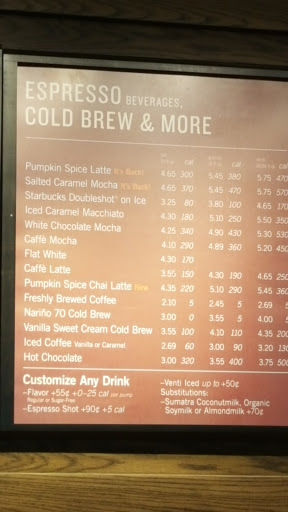 ESPRESSO BEVERAGES,
COLD BREW & MORE
cal cal cal
Pumpkin Spice Latte It's Back! 4.65 300 5.45 380 5.75 470
Salted Caramel Mocha It's Back! 4.65 370 5.45 470 5.75 570
Starbucks Doubleshot on Ice 3.25 80 3.80 100 4.65 170
Iced Caramel Macchiato 4.30 180 5.10 250 5.50 350
White Chocolate Mocha 4.25 340 4.90 430 5.30 530
Caffè Mocha 4.10 290 4.89 360 5.20 450
Flat White 4.30 170
Caffè Latte 3.55 150 4.30 190 4.65 250
Pumpkin Spice Chai Latte New 4.35 220 5.10 290 5.45 360
Freshly Brewed Coffee 2.10 5 2.45 5 2.69 5
Nariño 70 Cold Brew 3.00 0 3.55 5 4.00 5
Vanilla Sweet Cream Cold Brew 3.55 100 4.10 110 4.35 200
Iced Coffee Vanilla or Caramel 2.69 60 3.00 90 3.20 130
Hot Chocolate 3.00 320 3.55 400 3.75 500
Customize Any Drink
–Flavor +55¢ +0–25 cal per pump
Regular or Sugar-Free
–Espresso Shot +90¢ +5 cal
–Venti Iced up to +50¢
Substitutions:
–Sumatra Coconutmilk, Organic
Soymilk or Almondmilk +70¢